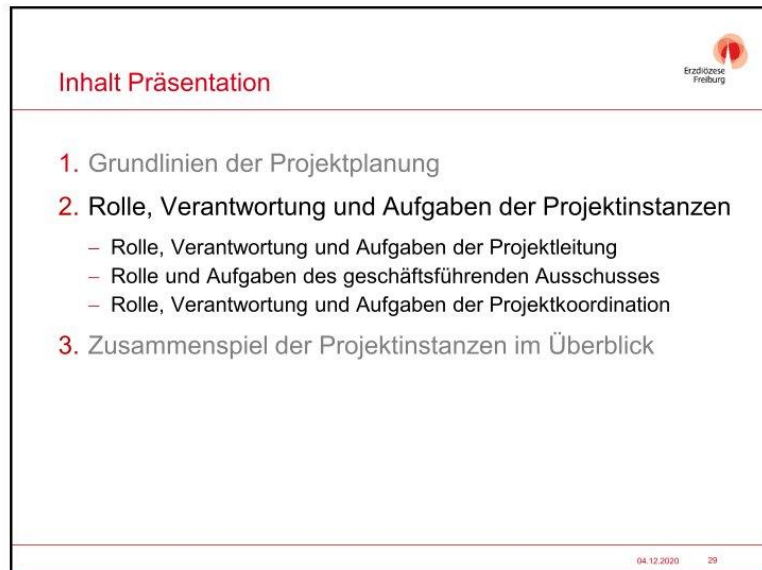 Erzdiözese
Freiburg
Inhalt Präsentation
1. Grundlinien der Projektplanung
2. Rolle, Verantwortung und Aufgaben der Projektinstanzen
– Rolle, Verantwortung und Aufgaben der Projektleitung
– Rolle und Aufgaben des geschäftsführenden Ausschusses
– Rolle, Verantwortung und Aufgaben der Projektkoordination
3. Zusammenspiel der Projektinstanzen im Überblick
04.12.2020 29